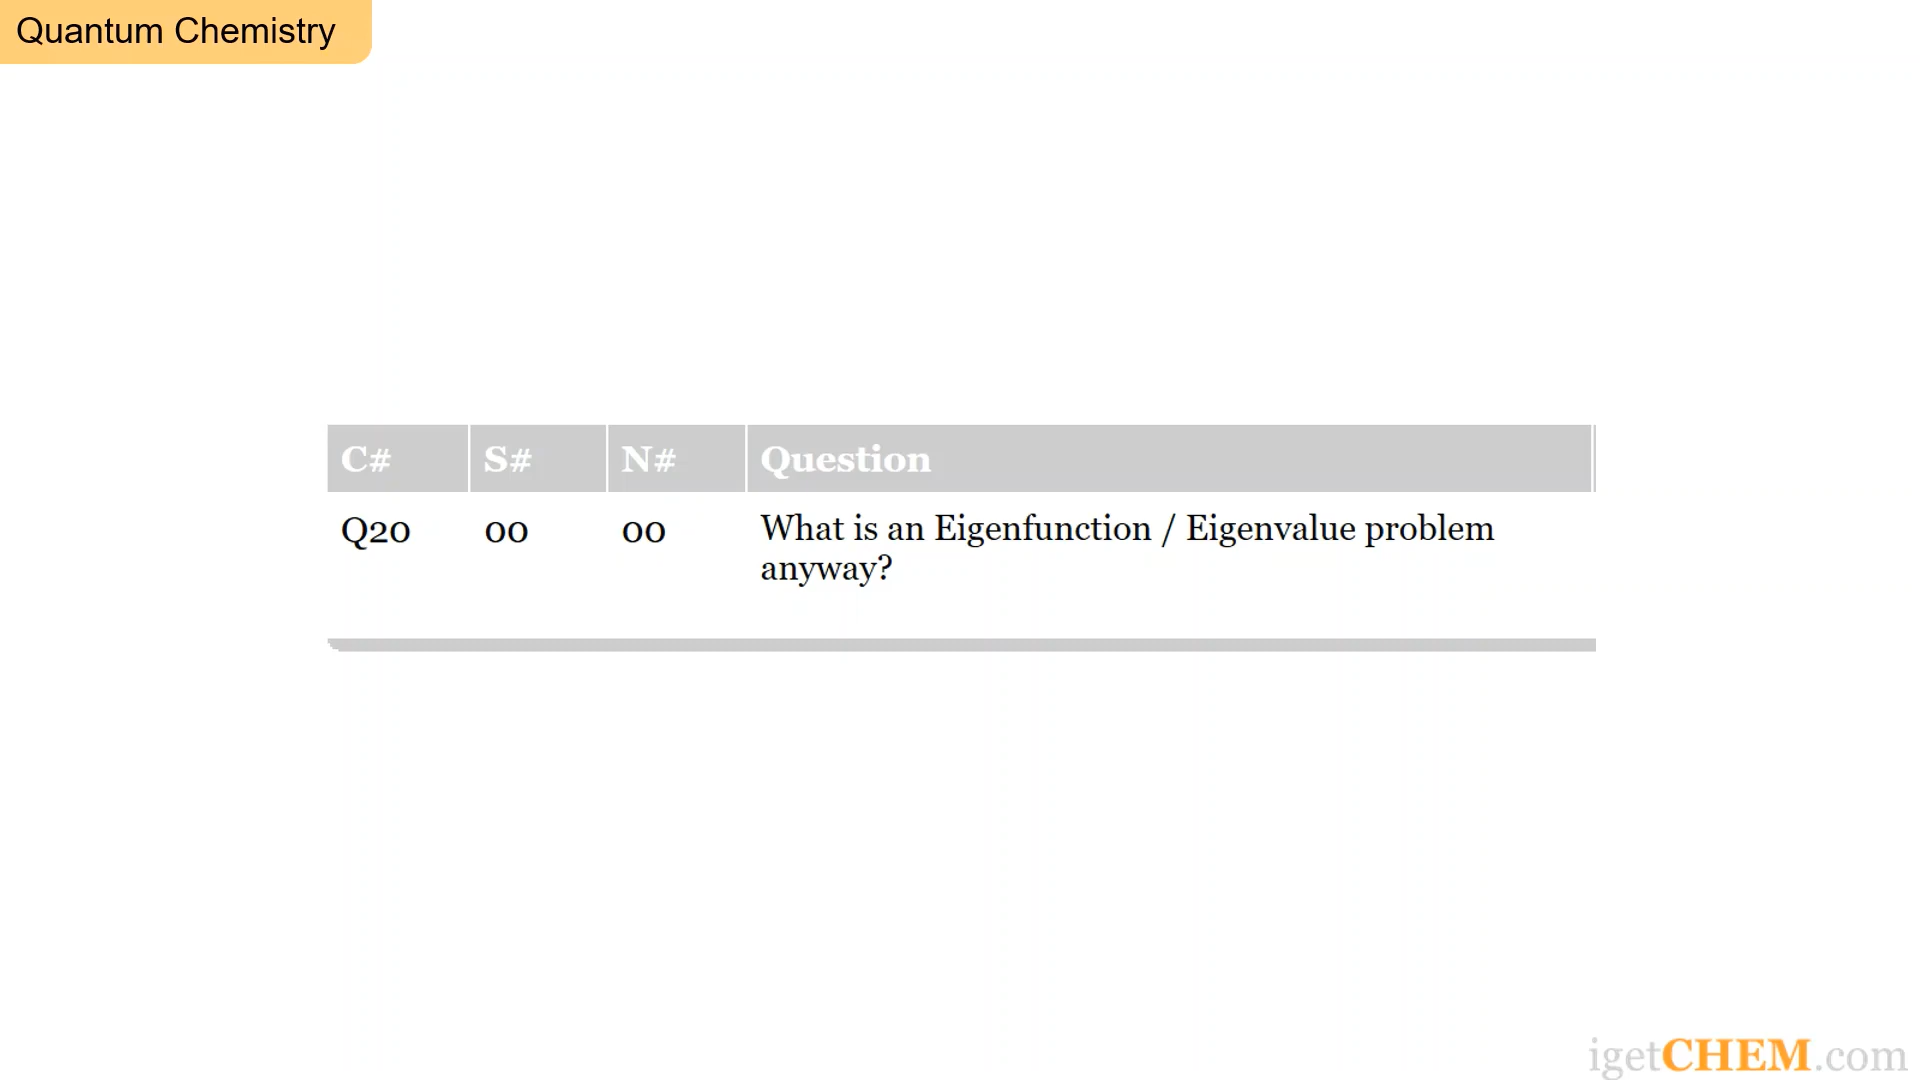 Quantum Chemistry
C# S# N# Question
Q20 00 00 What is an Eigenfunction / Eigenvalue problem
anyway?
igetCHEM.com